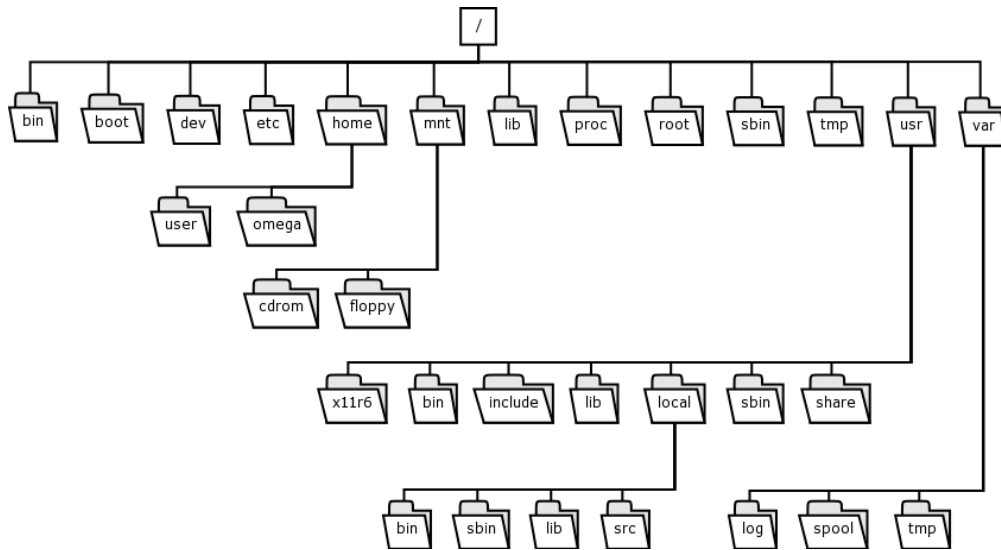 /
bin boot dev etc home mnt lib proc root sbin tmp usr var
user omega
cdrom floppy
x11r6 bin include lib local sbin share
bin sbin lib src log spool tmp